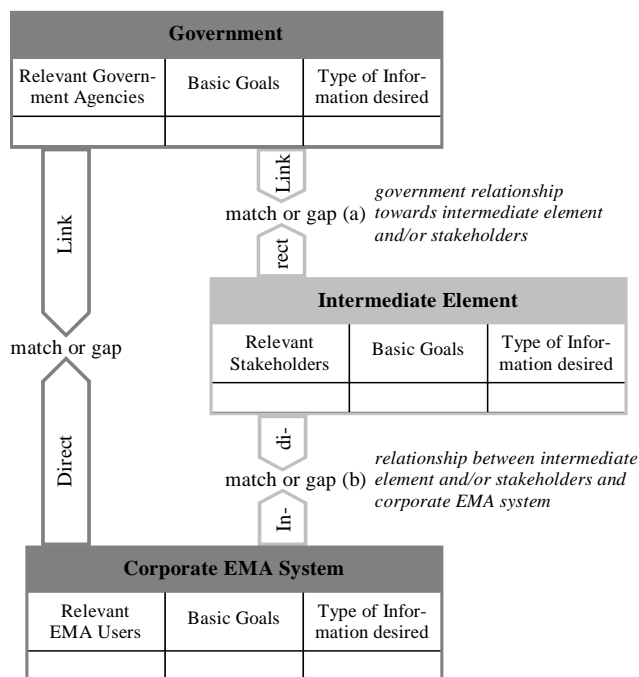 Government
Relevant Govern-
ment Agencies
Basic Goals
Type of Infor-
mation desired
Link
Link
match or gap (a)
government relationship
towards intermediate element
and/or stakeholders
rect
Intermediate Element
Relevant
Stakeholders
Basic Goals
Type of Infor-
mation desired
match or gap
Direct
di-
match or gap (b)
relationship between intermediate
element and/or stakeholders and
corporate EMA system
In-
Corporate EMA System
Relevant
EMA Users
Basic Goals
Type of Infor-
mation desired